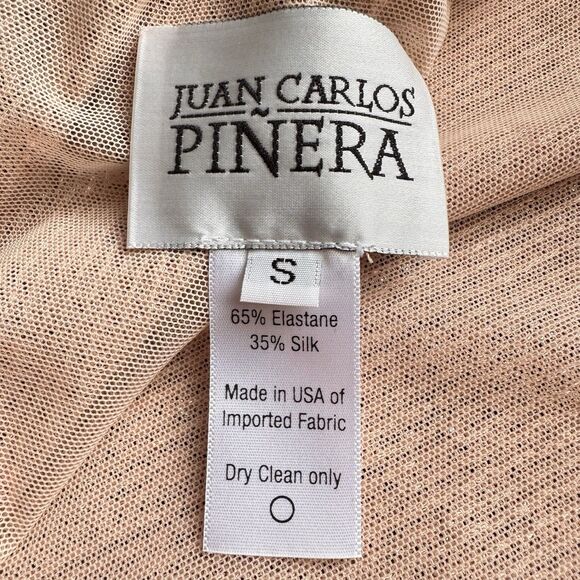 JUAN CARLOS
PIÑERA
S
65% Elastane
35% Silk
Made in USA of
Imported Fabric
Dry Clean only